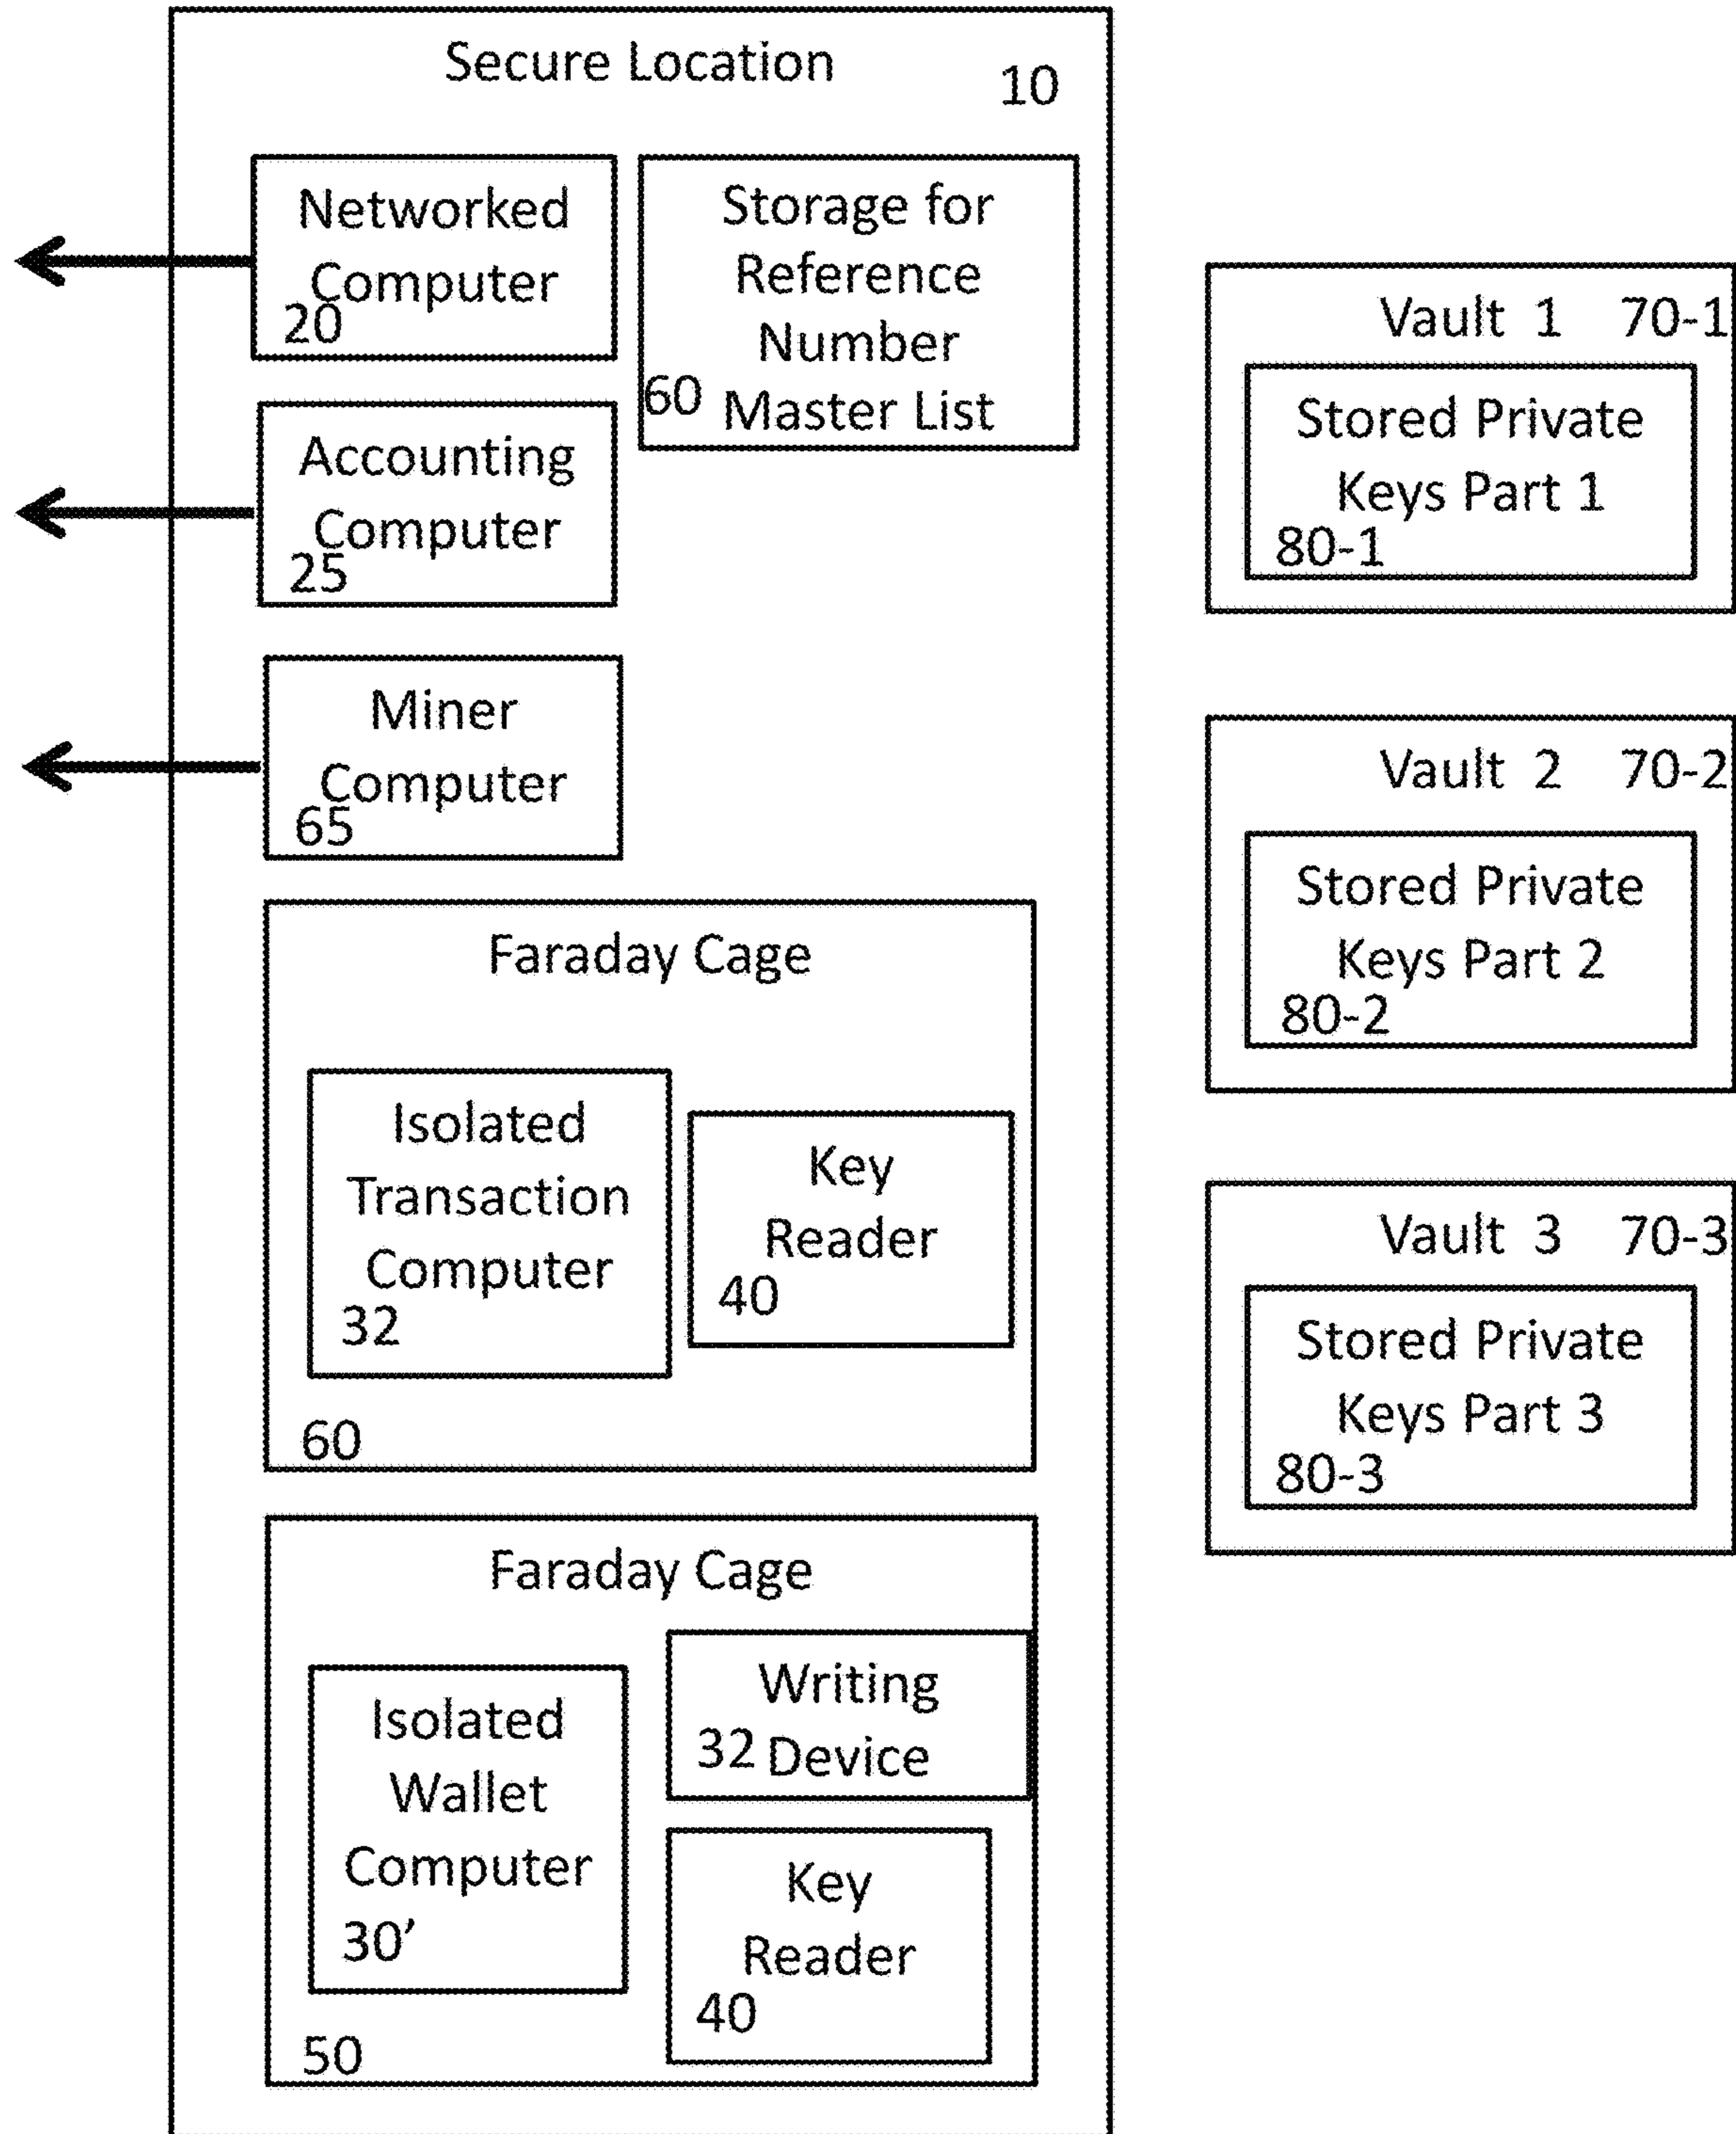 Secure Location
10
Networked
Computer
20
Storage for
Reference
Number
60 Master List
Accounting
Computer
25
Miner
Computer
65
Faraday Cage
Isolated
Transaction
Computer
32
Key
Reader
40
60
Faraday Cage
Isolated
Wallet
Computer
30’
Writing
32 Device
Key
Reader
40
50
Vault 1 70-1
Stored Private
Keys Part 1
80-1
Vault 2 70-2
Stored Private
Keys Part 2
80-2
Vault 3 70-3
Stored Private
Keys Part 3
80-3